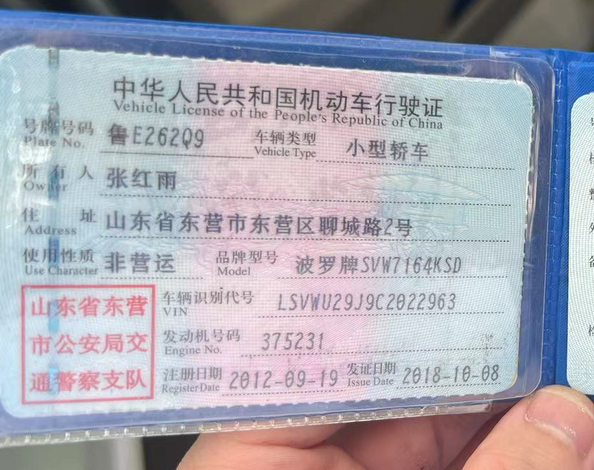 中华人民共和国机动车行驶证
Vehicle License of the People's Republic of China
号牌号码 鲁E262Q9 车辆类型 小型轿车
Plate No. Vehicle Type
所有人 张红雨
Owner
住址 山东省东营市东营区聊城路2号
Address
使用性质 非营运 品牌型号 波罗牌SVW7164KSD
Use Character Model
山东省东营 车辆识别代号 LSVWU29J9C2022963
VIN
市公安局交 发动机号码 375231
Engine No.
通警察支队 注册日期 2012-09-19 发证日期 2018-10-08
Register Date Issue Date